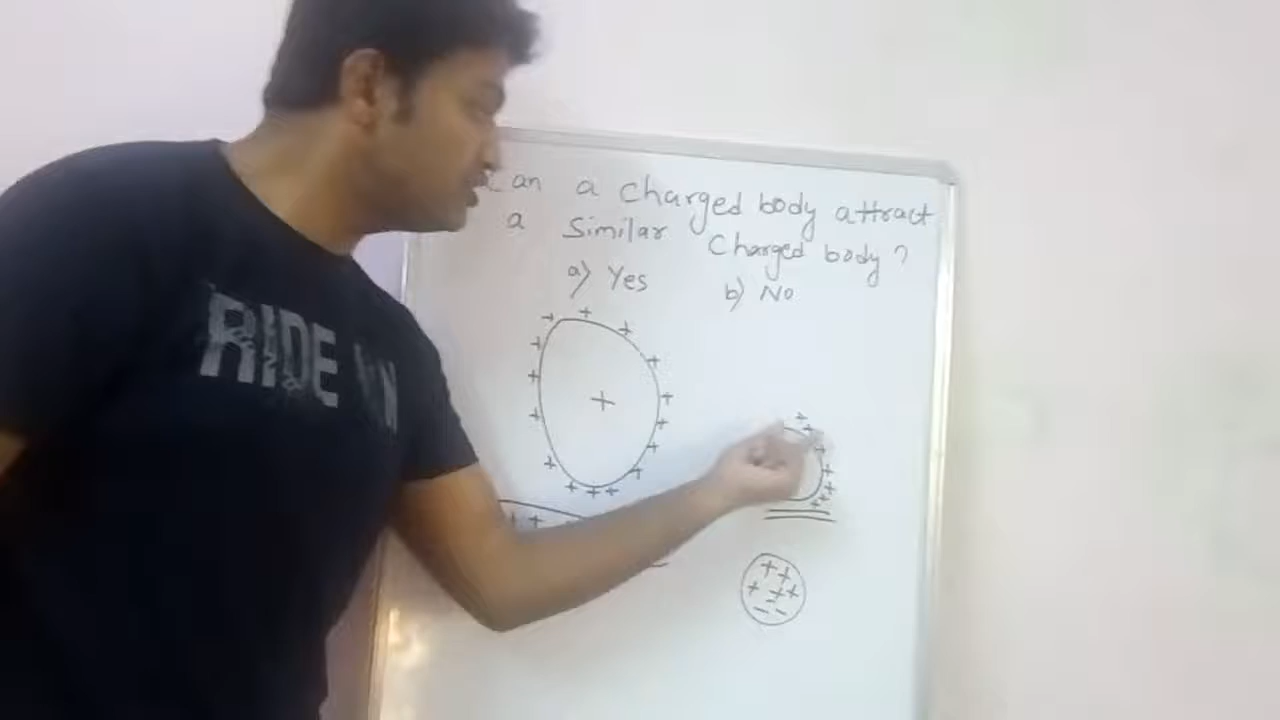 an a charged body attract
a Similar Charged body?
a) Yes b) No
RIDE
+ + +
+ +
+ +
+ + +
+ +
+ +
+ +
+ + +
+ +
+ +
+ + +
+ +
+ + + +
- - -